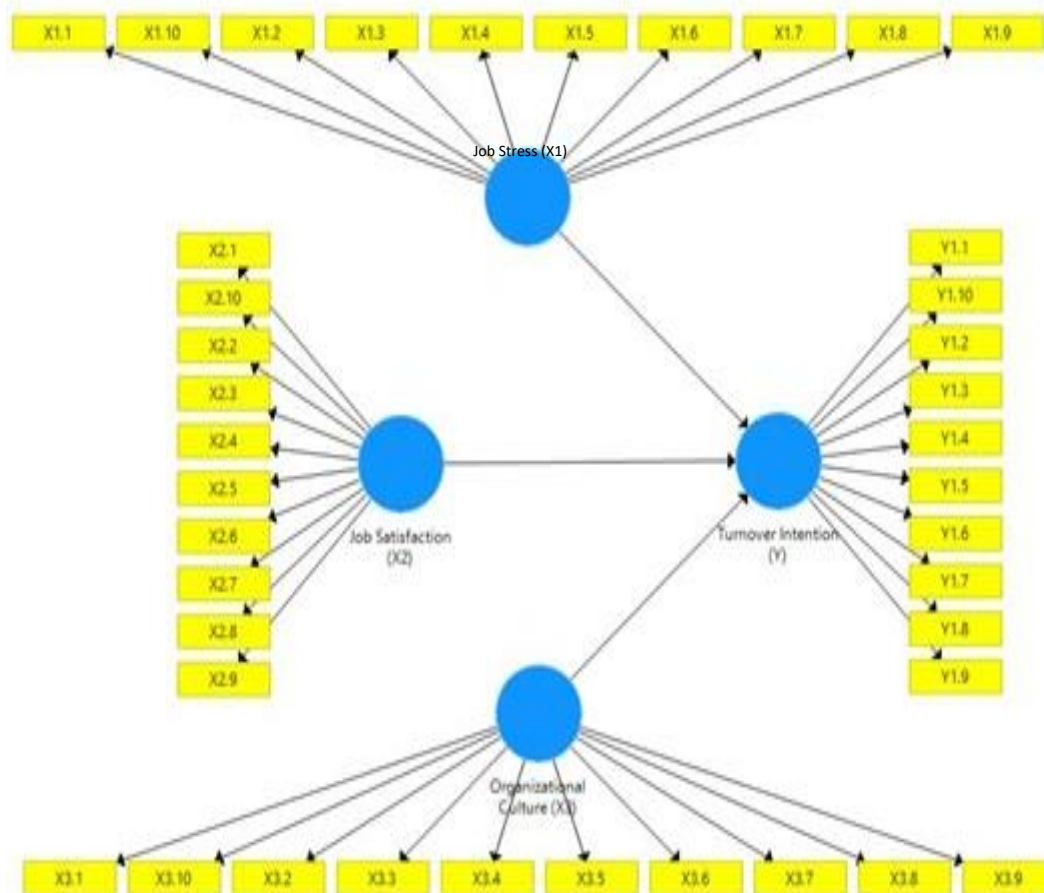 X1.1 X1.10 X1.2 X1.3 X1.4 X1.5 X1.6 X1.7 X1.8 X1.9
Job Stress (X1)
X2.1
X2.10
X2.2
X2.3
X2.4
X2.5
X2.6
X2.7
X2.8
X2.9
Job Satisfaction
(X2)
Y1.1
Y1.10
Y1.2
Y1.3
Y1.4
Y1.5
Y1.6
Y1.7
Y1.8
Y1.9
Turnover Intention
(Y)
Organizational
Culture (X3)
X3.1 X3.10 X3.2 X3.3 X3.4 X3.5 X3.6 X3.7 X3.8 X3.9